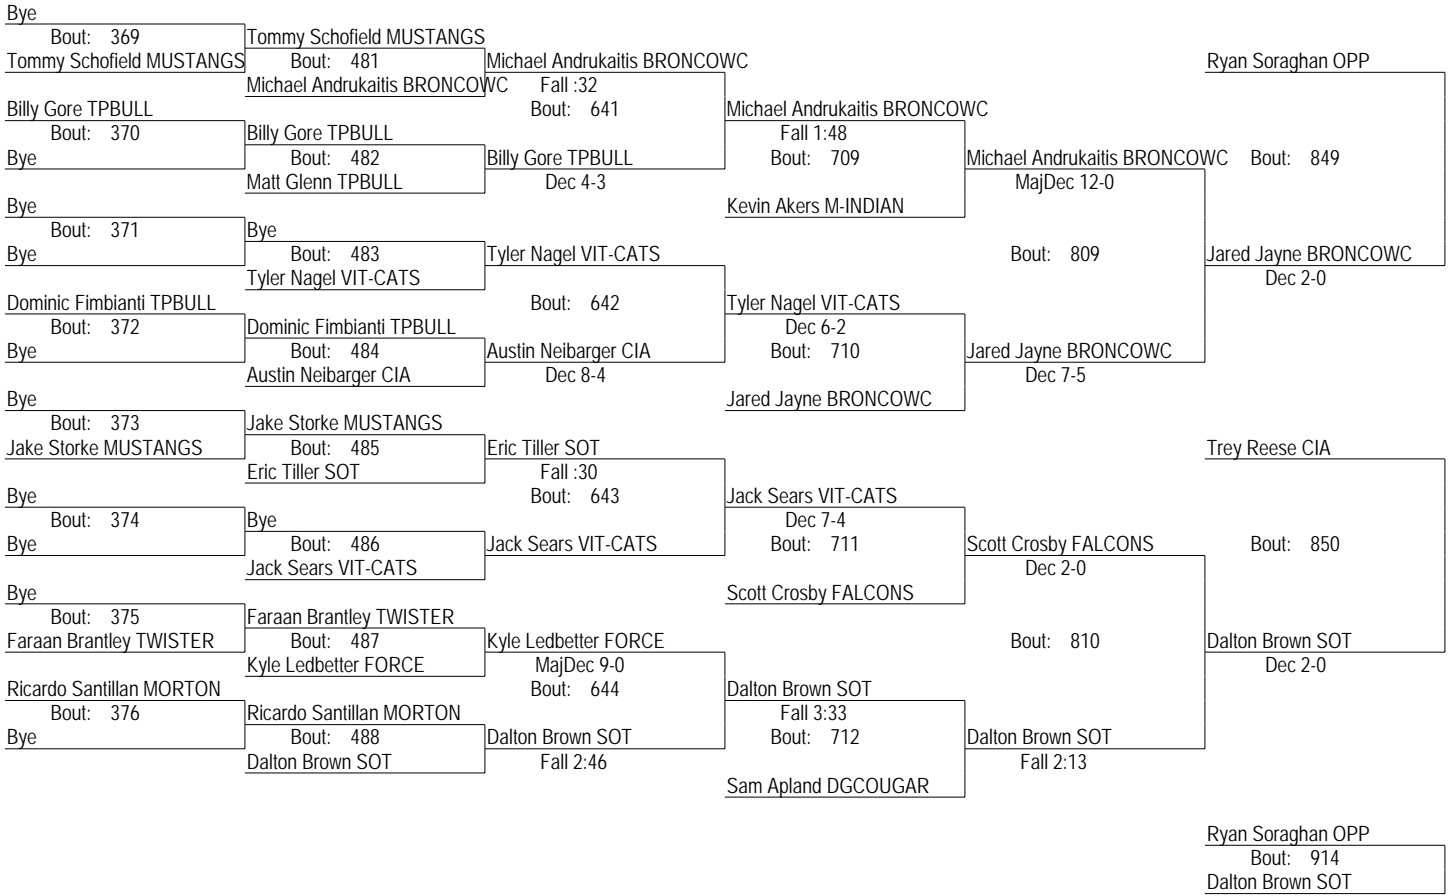 Bye
Bout: 369 Tommy Schofield MUSTANGS
Tommy Schofield MUSTANGS Bout: 481 Michael Andrukaitis BRONCOWC Ryan Soraghan OPP
Michael Andrukaitis BRONCOWC Fall :32
Billy Gore TPBULL Bout: 641 Michael Andrukaitis BRONCOWC
Bout: 370 Billy Gore TPBULL Fall 1:48
Bye Bout: 482 Billy Gore TPBULL Bout: 709 Michael Andrukaitis BRONCOWC Bout: 849
Matt Glenn TPBULL Dec 4-3 MajDec 12-0
Bye Kevin Akers M-INDIAN
Bout: 371 Bye
Bye Bout: 483 Tyler Nagel VIT-CATS Bout: 809 Jared Jayne BRONCOWC
Tyler Nagel VIT-CATS Dec 2-0
Dominic Fimbianti TPBULL Bout: 642 Tyler Nagel VIT-CATS
Bout: 372 Dominic Fimbianti TPBULL Dec 6-2
Bye Bout: 484 Austin Neibarger CIA Bout: 710 Jared Jayne BRONCOWC
Austin Neibarger CIA Dec 8-4 Dec 7-5
Bye Jared Jayne BRONCOWC
Bout: 373 Jake Storke MUSTANGS
Jake Storke MUSTANGS Bout: 485 Eric Tiller SOT Trey Reese CIA
Eric Tiller SOT Fall :30
Bye Bout: 643 Jack Sears VIT-CATS
Bout: 374 Bye Dec 7-4
Bye Bout: 486 Jack Sears VIT-CATS Bout: 711 Scott Crosby FALCONS Bout: 850
Jack Sears VIT-CATS Dec 2-0
Bye Scott Crosby FALCONS
Bout: 375 Faraan Brantley TWISTER
Faraan Brantley TWISTER Bout: 487 Kyle Ledbetter FORCE Bout: 810 Dalton Brown SOT
Kyle Ledbetter FORCE MajDec 9-0 Dec 2-0
Ricardo Santillan MORTON Bout: 644 Dalton Brown SOT
Bout: 376 Ricardo Santillan MORTON Fall 3:33
Bye Bout: 488 Dalton Brown SOT Bout: 712 Dalton Brown SOT
Dalton Brown SOT Fall 2:46 Fall 2:13
Sam Apland DGCOUGAR
Ryan Soraghan OPP
Bout: 914
Dalton Brown SOT